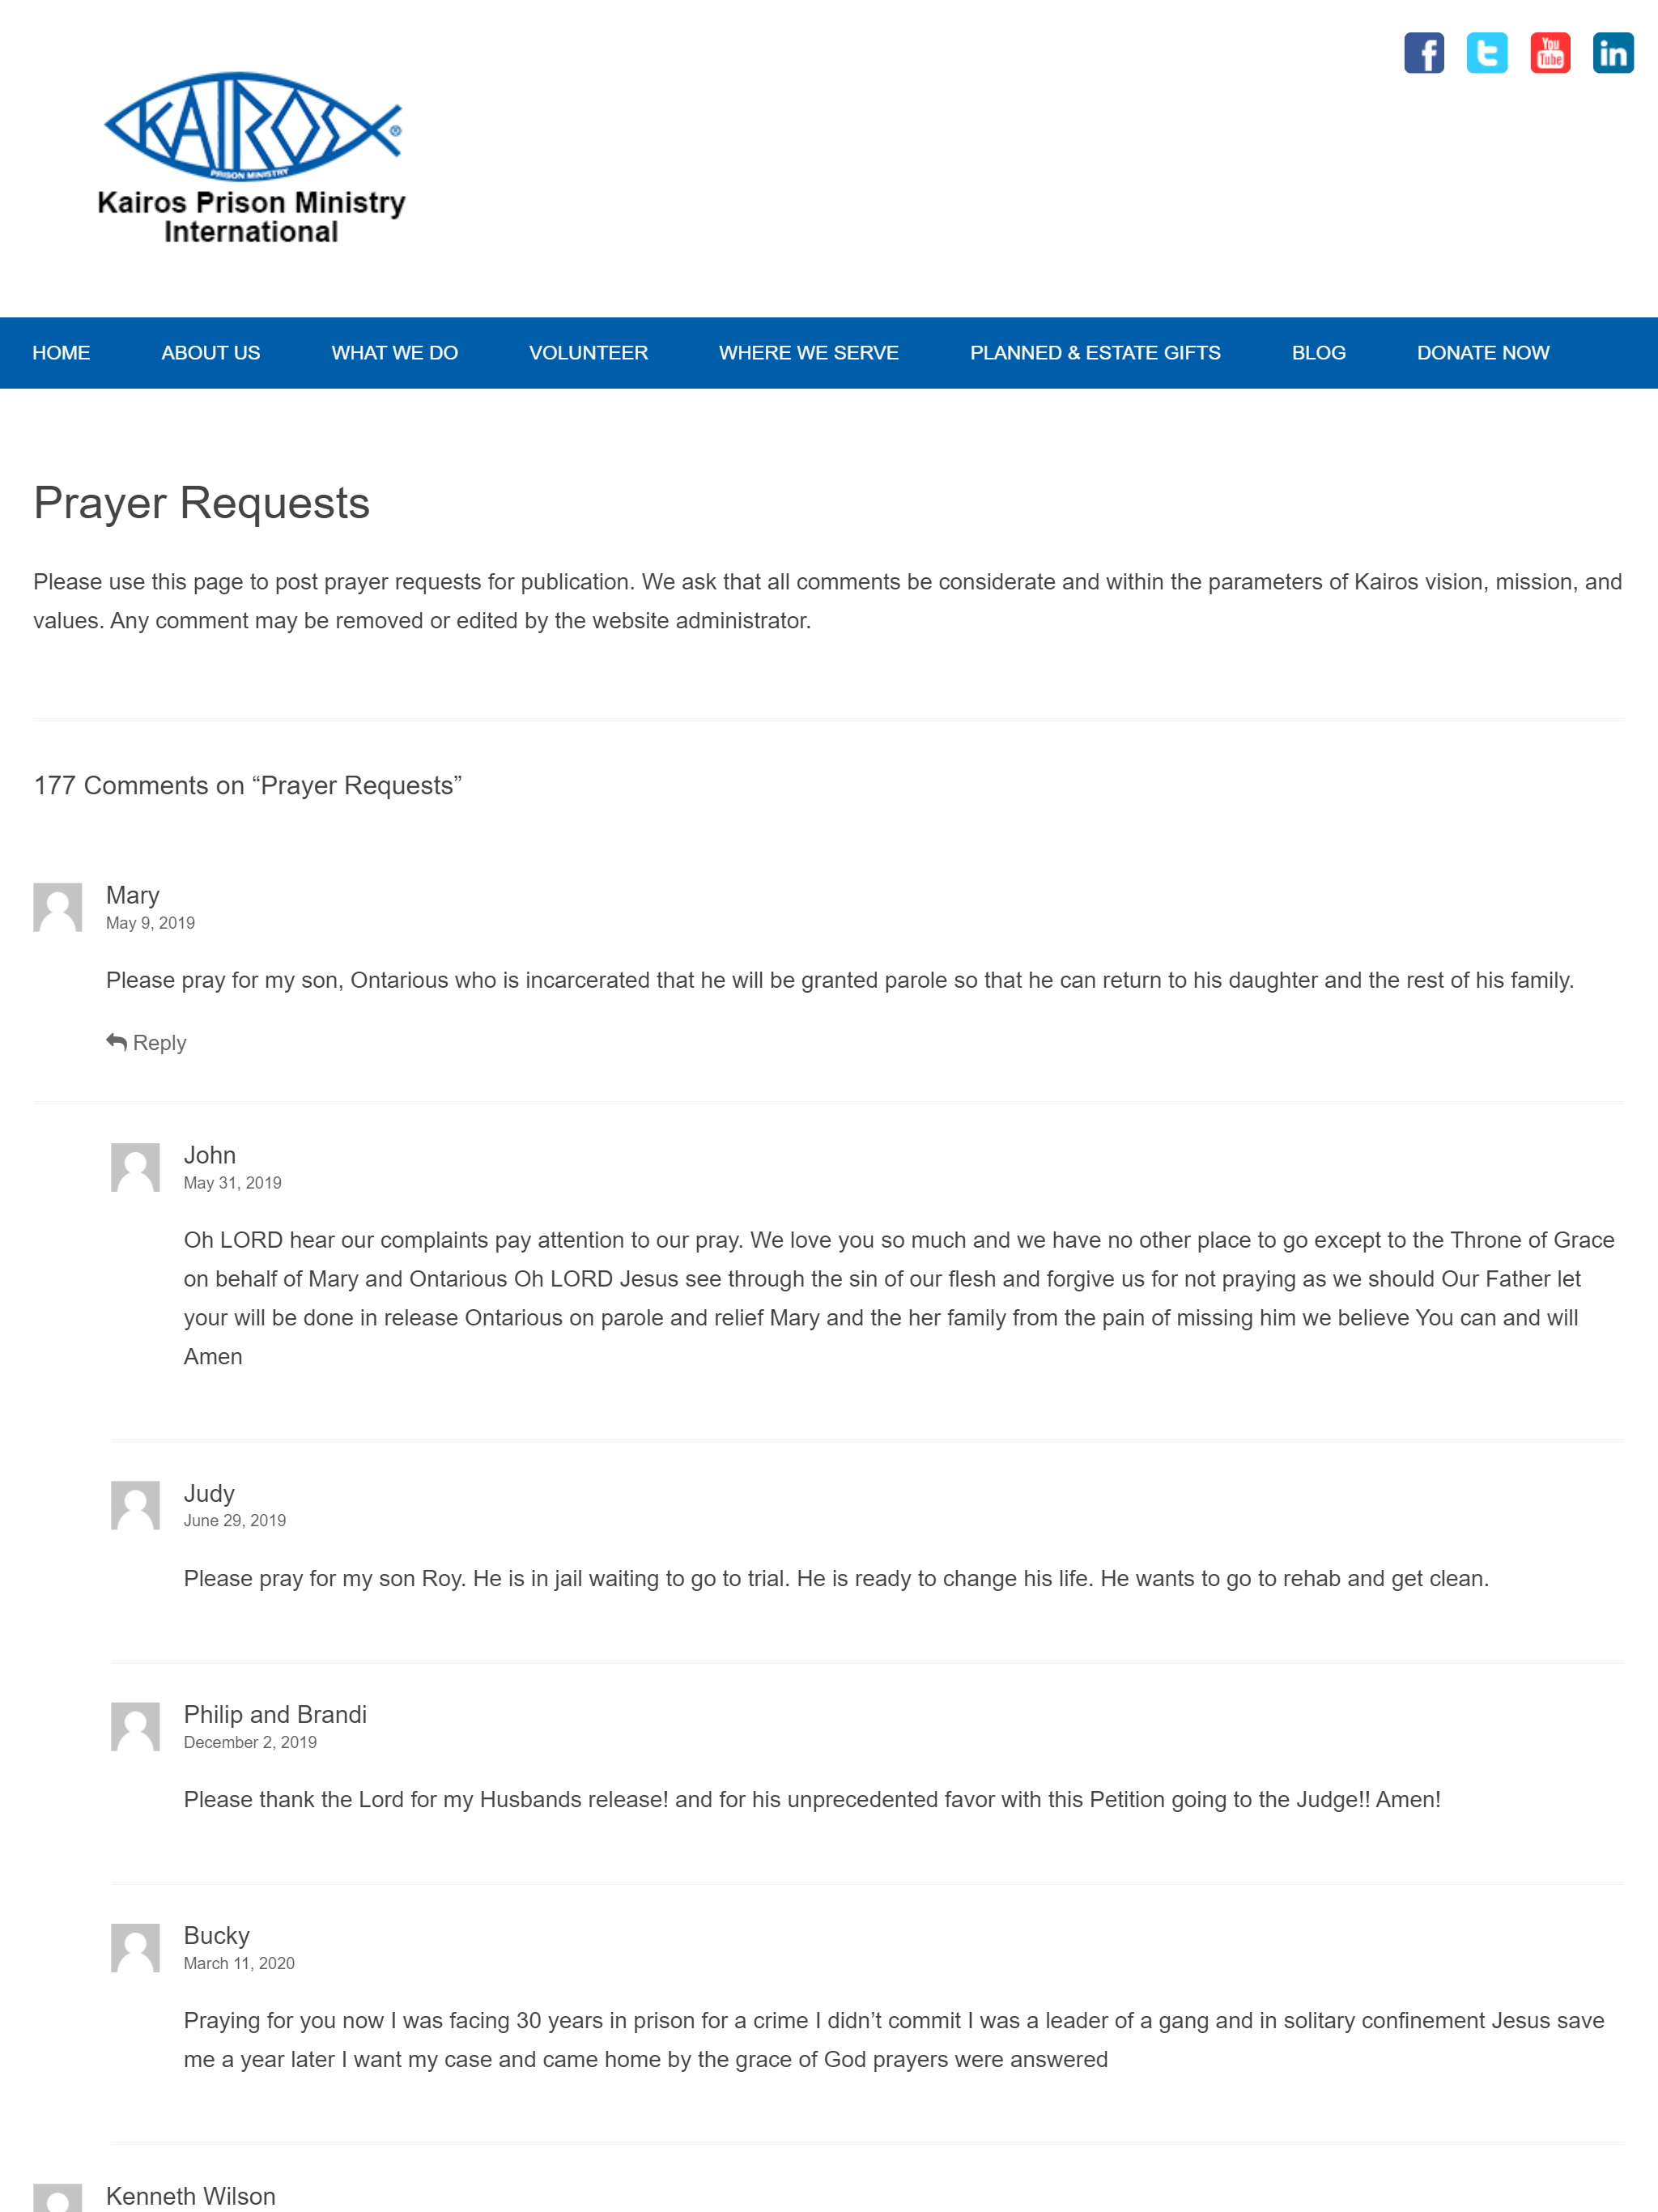 KAIROS®
PRISON MINISTRY
Kairos Prison Ministry
International
f t You Tube in
HOME ABOUT US WHAT WE DO VOLUNTEER WHERE WE SERVE PLANNED & ESTATE GIFTS BLOG DONATE NOW
Prayer Requests
Please use this page to post prayer requests for publication. We ask that all comments be considerate and within the parameters of Kairos vision, mission, and
values. Any comment may be removed or edited by the website administrator.
177 Comments on “Prayer Requests”
Mary
May 9, 2019
Please pray for my son, Ontarious who is incarcerated that he will be granted parole so that he can return to his daughter and the rest of his family.
Reply
John
May 31, 2019
Oh LORD hear our complaints pay attention to our pray. We love you so much and we have no other place to go except to the Throne of Grace
on behalf of Mary and Ontarious Oh LORD Jesus see through the sin of our flesh and forgive us for not praying as we should Our Father let
your will be done in release Ontarious on parole and relief Mary and the her family from the pain of missing him we believe You can and will
Amen
Judy
June 29, 2019
Please pray for my son Roy. He is in jail waiting to go to trial. He is ready to change his life. He wants to go to rehab and get clean.
Philip and Brandi
December 2, 2019
Please thank the Lord for my Husbands release! and for his unprecedented favor with this Petition going to the Judge!! Amen!
Bucky
March 11, 2020
Praying for you now I was facing 30 years in prison for a crime I didn’t commit I was a leader of a gang and in solitary confinement Jesus save
me a year later I want my case and came home by the grace of God prayers were answered
Kenneth Wilson